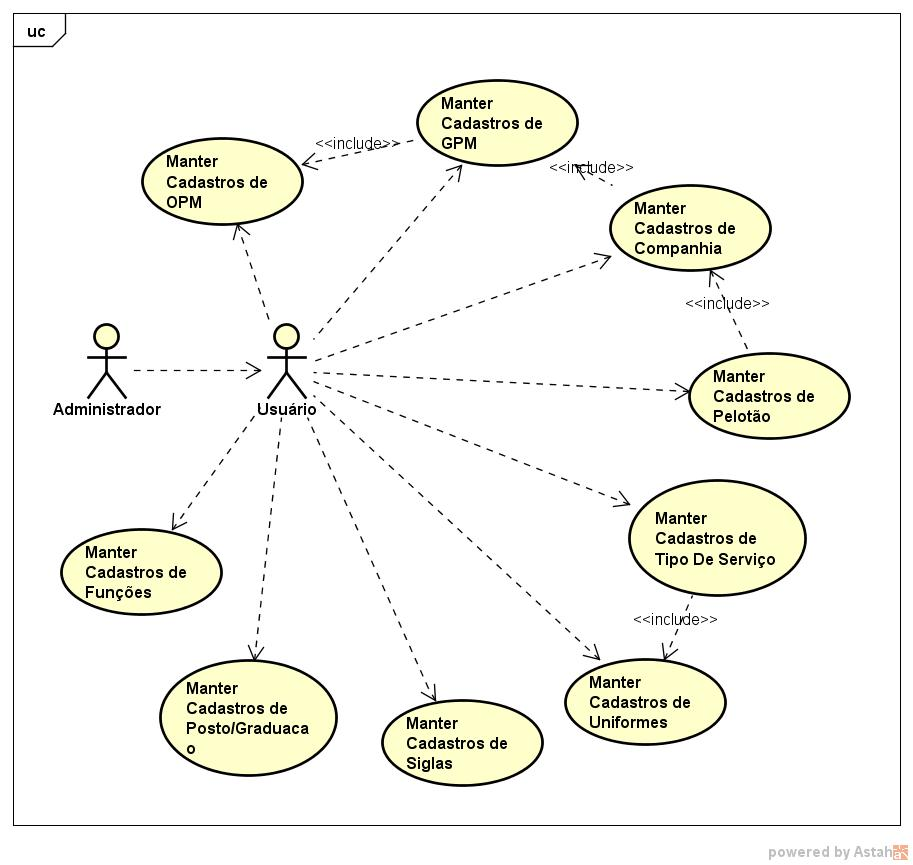 uc
Manter
Cadastros de
GPM
<<include>>
Manter
Cadastros de
OPM
<<include>>
Manter
Cadastros de
Companhia
<<include>>
Administrador
Usuário
Manter
Cadastros de
Pelotão
Manter
Cadastros de
Tipo De Serviço
Manter
Cadastros de
Funções
<<include>>
Manter
Cadastros de
Posto/Graduaca
o
Manter
Cadastros de
Uniformes
Manter
Cadastros de
Siglas
powered by Astah